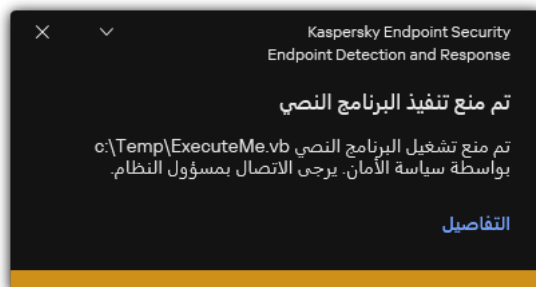 Kaspersky Endpoint Security
Endpoint Detection and Response
تم منع تنفيذ البرنامج النصي
تم منع تشغيل البرنامج النصي c:\Temp\ExecuteMe.vb
بواسطة سياسة الأمان. يرجى الاتصال بمسؤول النظام.
التفاصيل